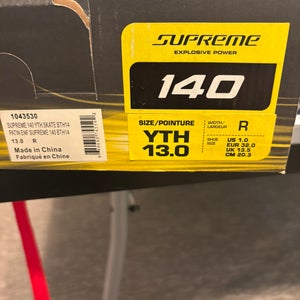 SUPREME
EXPLOSIVE POWER
140
1043530
SUPREME 140 YTH SKATE BTH14
PATIN ENF SUPREME 140 BTH14
13.0 R
Made in China
Fabriqué en Chine
SIZE/POINTURE
YTH
13.0
WIDTH/
LARGEUR
R
SHOE
SIZE
US 1.0
EUR 32.0
UK 13.5
CM 20.3